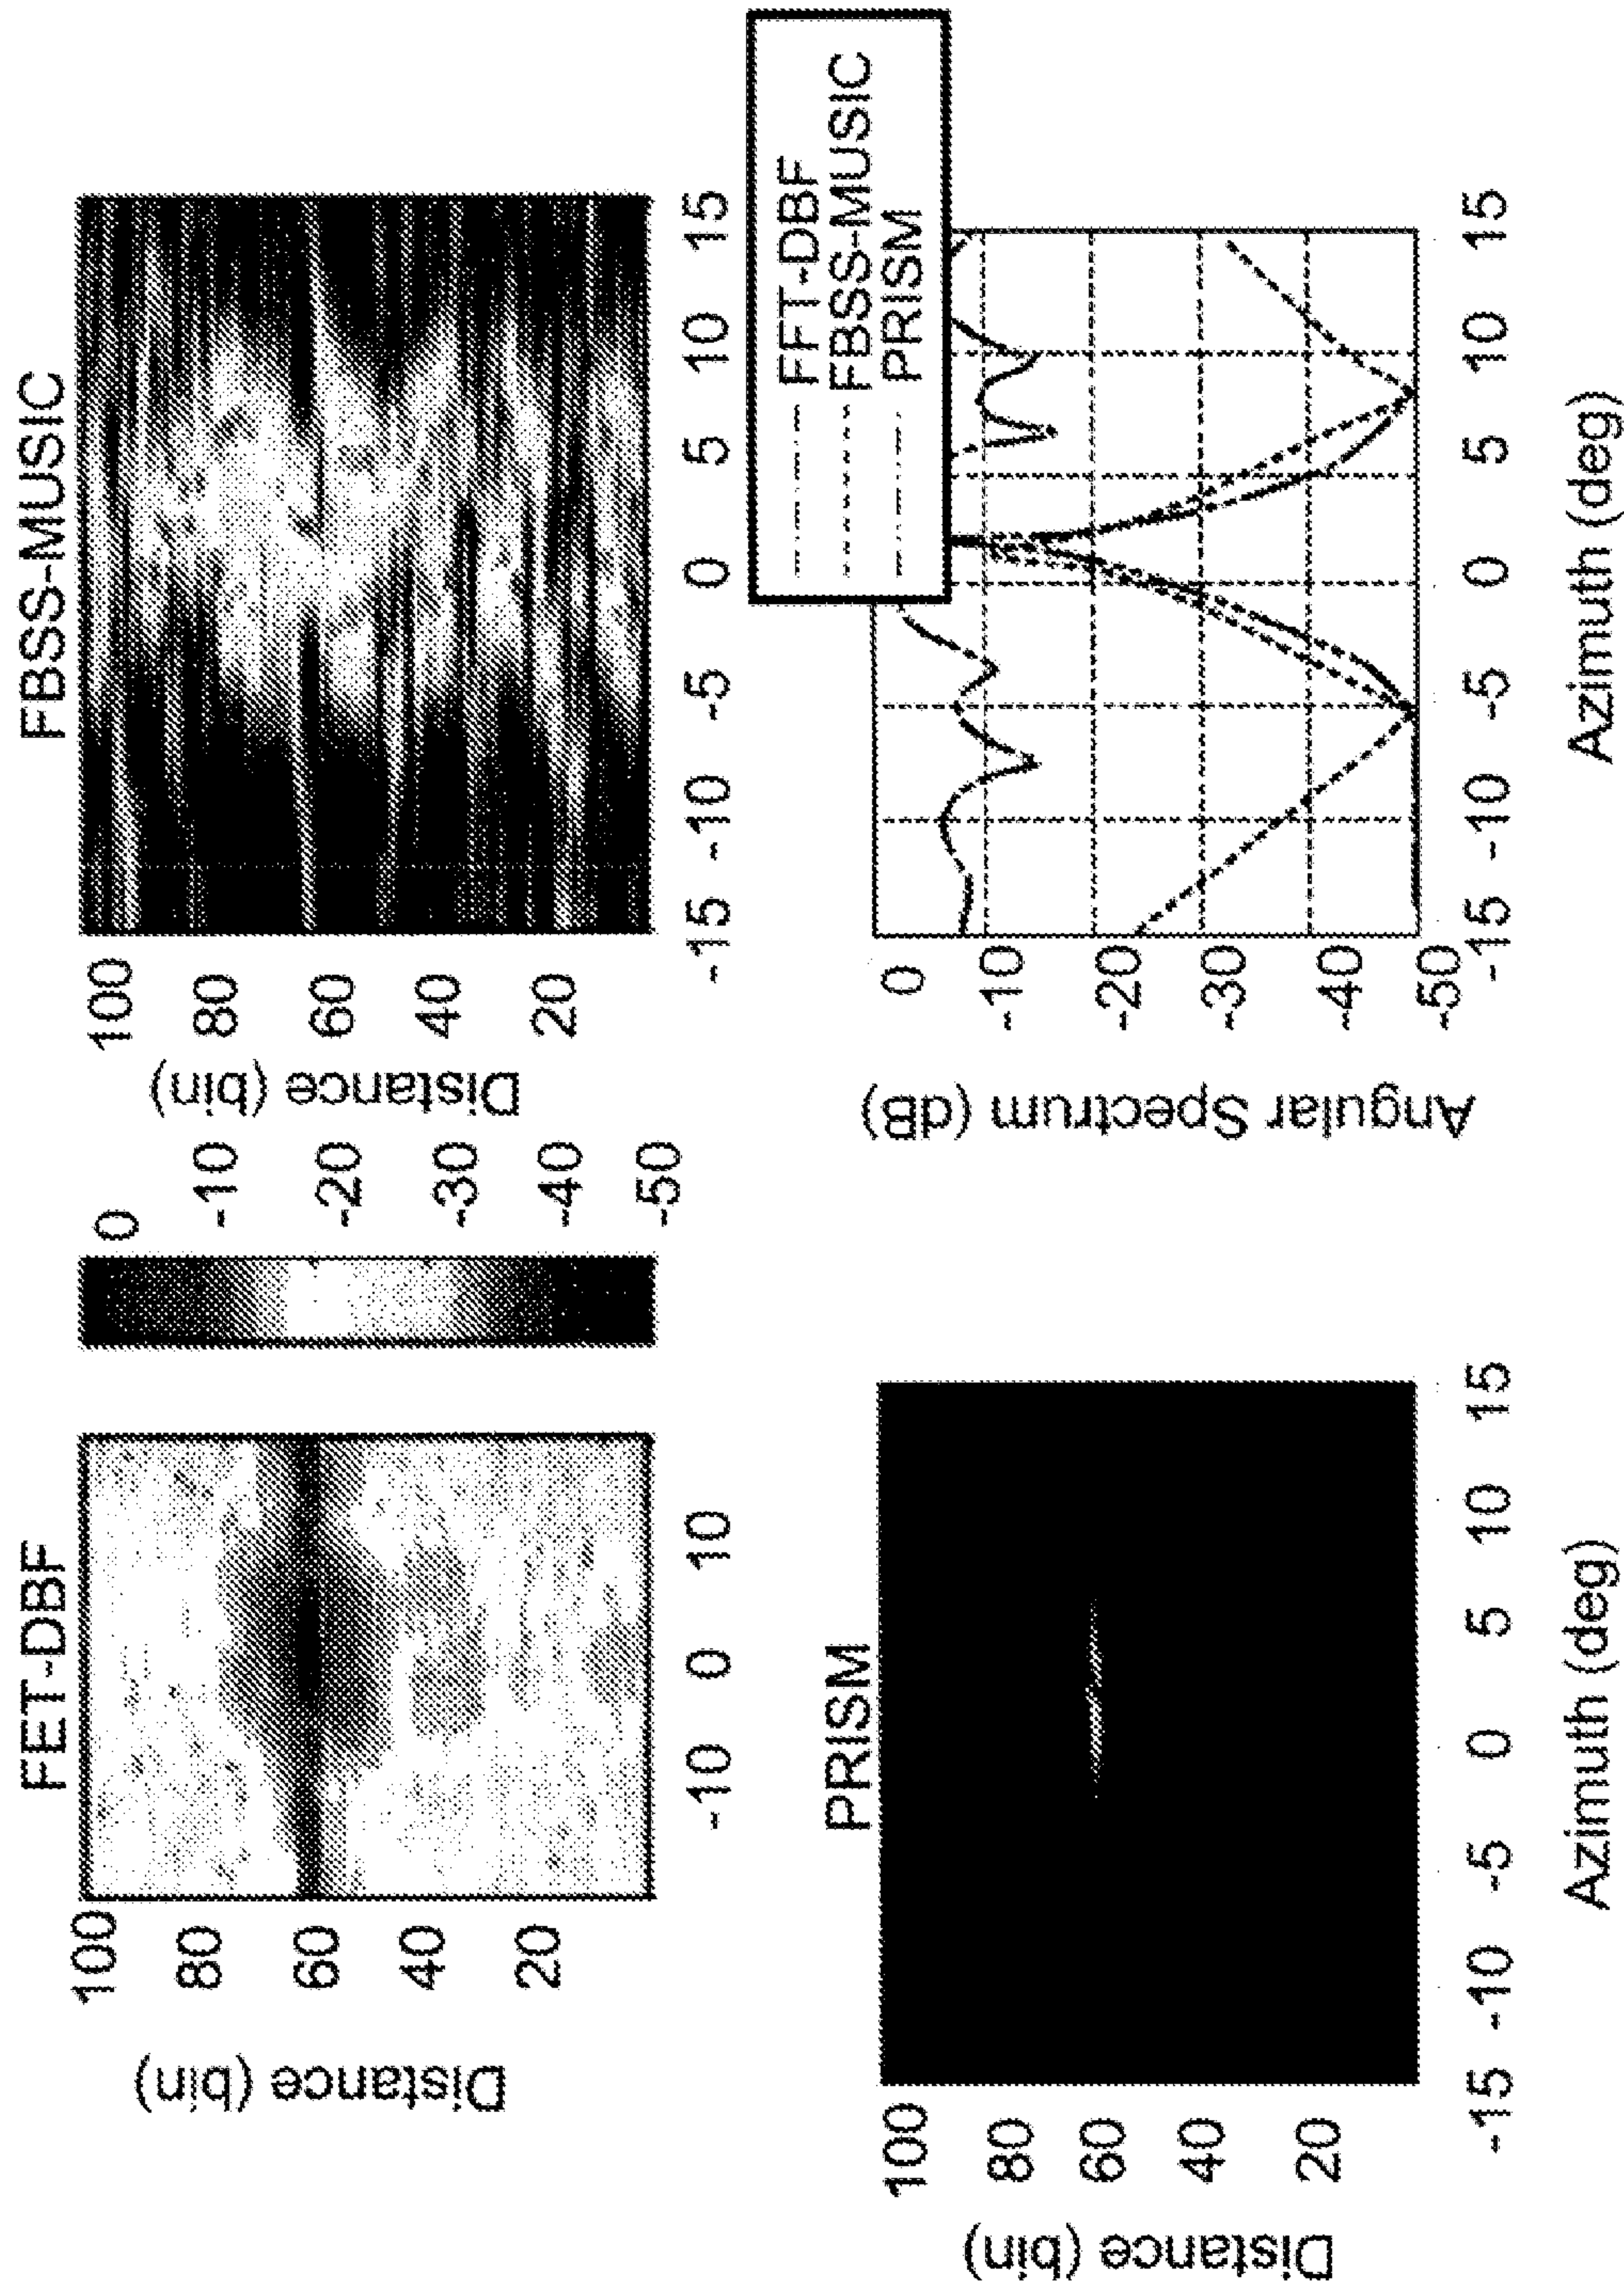 FET-DBF
Distance (bin)
100
80
60
40
20
-10 0 10
0
-10
-20
-30
-40
-50
FBSS-MUSIC
Distance (bin)
100
80
60
40
20
-15 -10 -5 0 5 10 15
PRISM
Distance (bin)
100
80
60
40
20
-15 -10 -5 0 5 10 15
Azimuth (deg)
FFT-DBF
FBSS-MUSIC
PRISM
Angular Spectrum (dB)
0
-10
-20
-30
-40
-50
-15 -10 -5 0 5 10 15
Azimuth (deg)